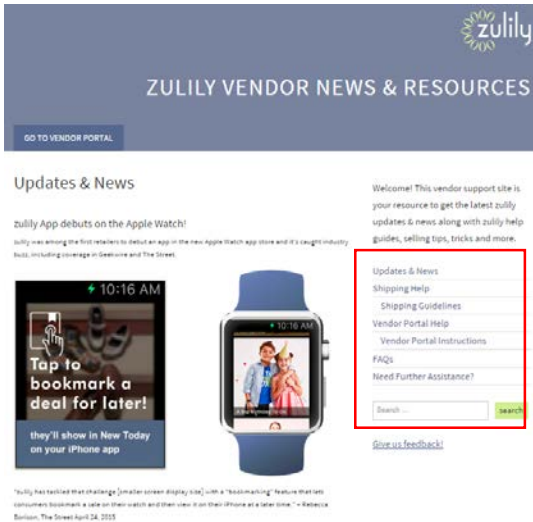 zulily
ZULILY VENDOR NEWS & RESOURCES
GO TO VENDOR PORTAL
Updates & News
zulily App debuts on the Apple Watch!
zulily was among the first retailers to debut an app in the new Apple Watch app store and it's caught industry
buzz, including coverage in Geekwire and The Street.
10:16 AM
Tap to
bookmark a
deal for later!
they'll show in New Today
on your iPhone app
10:16 AM
"zulily has tackled that challenge [smaller screen display size] with a "bookmarking" feature that lets
consumers bookmark a sale on their watch and then view it on their iPhone at a later time." – Rebecca
Borison, The Street April 24, 2015
Welcome! This vendor support site is
your resource to get the latest zulily
updates & news along with zulily help
guides, selling tips, tricks and more.
Updates & News
Shipping Help
Shipping Guidelines
Vendor Portal Help
Vendor Portal Instructions
FAQs
Need Further Assistance?
Search ...
search
Give us feedback!